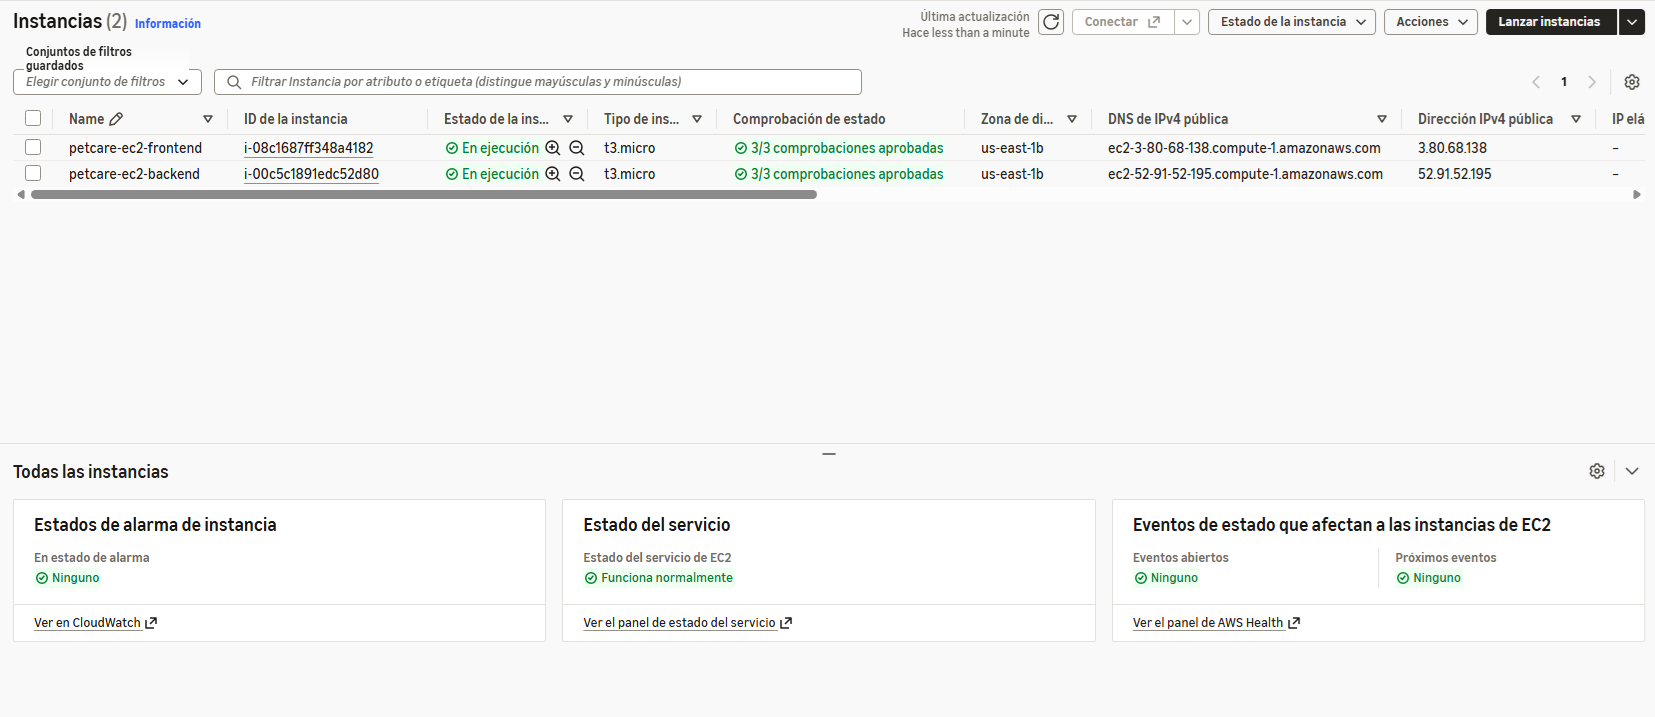 Instancias (2) Información
Última actualización
Hace less than a minute
Conectar
Estado de la instancia
Acciones
Lanzar instancias
Conjuntos de filtros
guardados
Elegir conjunto de filtros
Filtrar Instancia por atributo o etiqueta (distingue mayúsculas y minúsculas)
1
Name ID de la instancia Estado de la ins... Tipo de ins... Comprobación de estado Zona de di... DNS de IPv4 pública Dirección IPv4 pública IP elá
petcare-ec2-frontend i-08c1687ff348a4182 En ejecución t3.micro 3/3 comprobaciones aprobadas us-east-1b ec2-3-80-68-138.compute-1.amazonaws.com 3.80.68.138 –
petcare-ec2-backend i-00c5c1891edc52d80 En ejecución t3.micro 3/3 comprobaciones aprobadas us-east-1b ec2-52-91-52-195.compute-1.amazonaws.com 52.91.52.195 –
Todas las instancias
Estados de alarma de instancia
En estado de alarma
Ninguno
Ver en CloudWatch
Estado del servicio
Estado del servicio de EC2
Funciona normalmente
Ver el panel de estado del servicio
Eventos de estado que afectan a las instancias de EC2
Eventos abiertos
Ninguno
Próximos eventos
Ninguno
Ver el panel de AWS Health